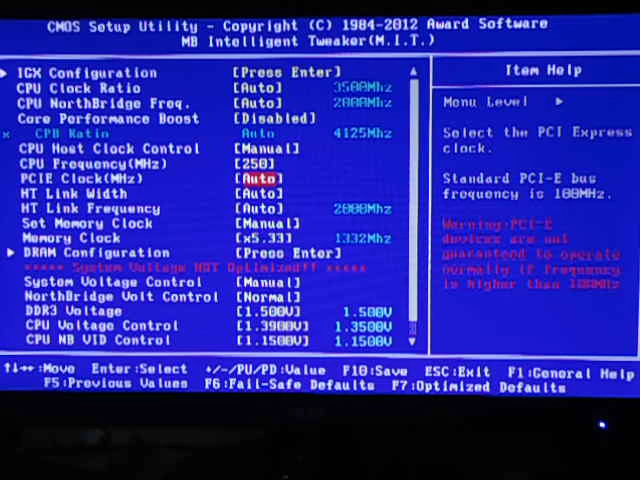 CMOS Setup Utility - Copyright (C) 1984-2012 Award Software
MB Intelligent Tweaker(M.I.T.)
▶ IGX Configuration [Press Enter]
CPU Clock Ratio [Auto] 3500Mhz
CPU NorthBridge Freq. [Auto] 2000Mhz
Core Performance Boost [Disabled]
x CPB Ratio Auto 4125Mhz
CPU Host Clock Control [Manual]
CPU Frequency(MHz) [250]
PCIE Clock(MHz) [Auto]
HT Link Width [Auto]
HT Link Frequency [Auto] 2000Mhz
Set Memory Clock [Manual]
Memory Clock [x5.33] 1332Mhz
▶ DRAM Configuration [Press Enter]
***** System Voltage NOT Optimized!! *****
System Voltage Control [Manual]
NorthBridge Volt Control [Normal]
DDR3 Voltage [1.500V] 1.500V
CPU Voltage Control [1.3900V] 1.3500V
CPU NB VID Control [1.1500V] 1.1500V
Item Help
Menu Level ▶
Select the PCI Express
clock.
Standard PCI-E bus
frequency is 100MHz.
Warning:PCI-E
devices are not
guaranteed to operate
normally if frequency
is higher than 100MHz
↑↓→←:Move Enter:Select +/-/PU/PD:Value F10:Save ESC:Exit F1:General Help
F5:Previous Values F6:Fail-Safe Defaults F7:Optimized Defaults